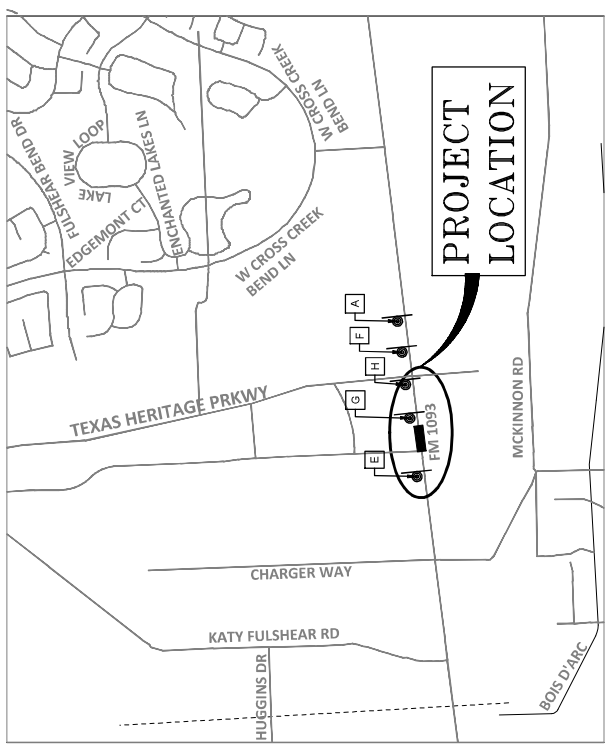 FULSHEAR BEND DR
LAKE
VIEW LOOP
EDGEMONT CT
ENCHANTED LAKES LN
W CROSS CREEK
BEND LN
W CROSS CREEK
BEND LN
PROJECT
LOCATION
A
F
H
G
E
TEXAS HERITAGE PRKWY
FM 1093
MCKINNON RD
CHARGER WAY
KATY FULSHEAR RD
HUGGINS DR
BOIS D'ARC